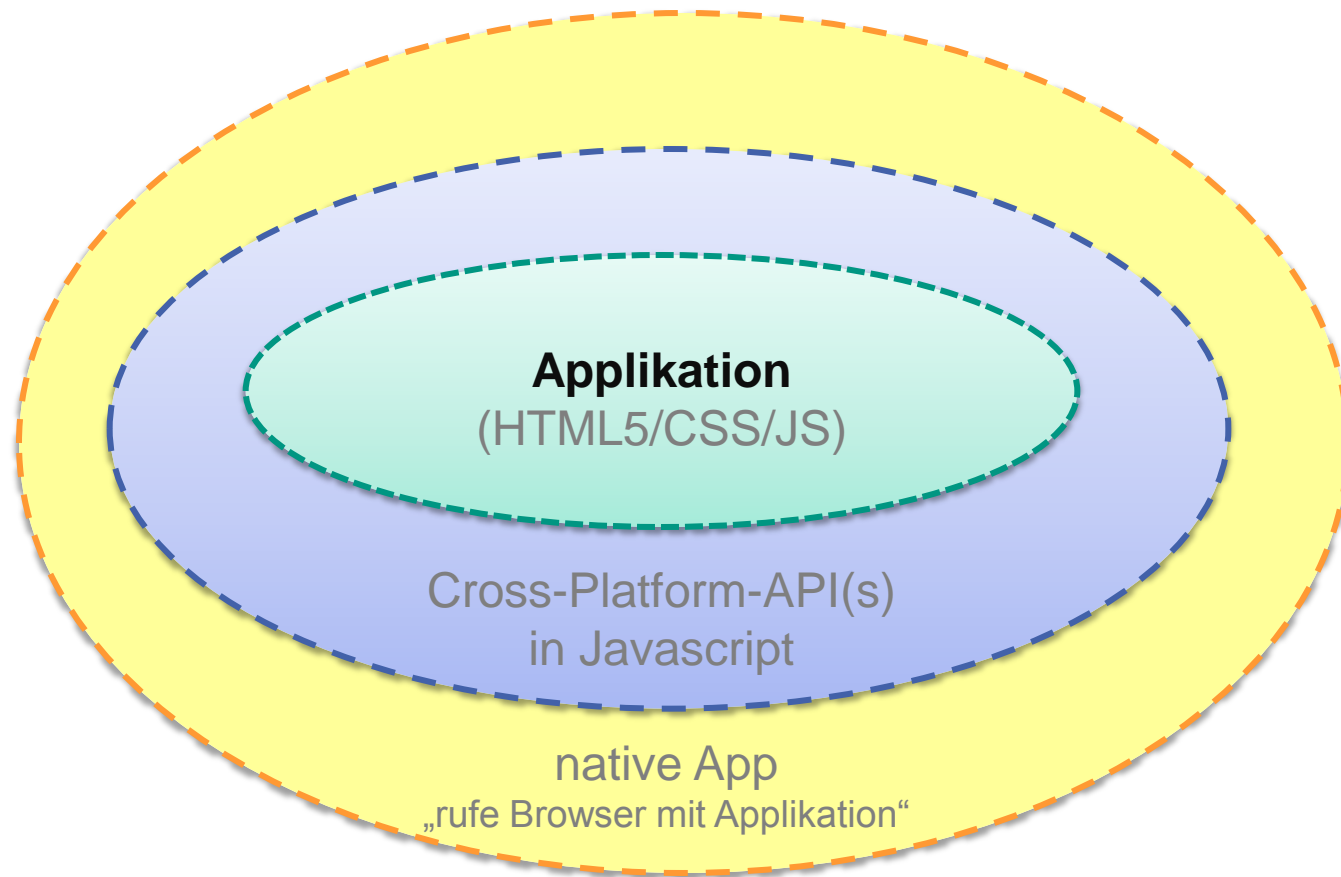 Applikation
(HTML5/CSS/JS)
Cross-Platform-API(s)
in Javascript
native App
„rufe Browser mit Applikation“